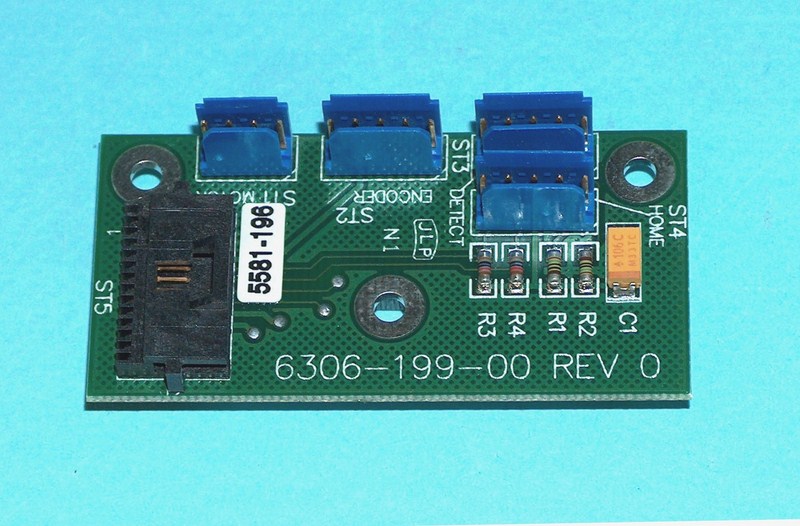 ST1
ENCODER
ST2
ST3
DETECT
HOME
ST4
1
5581-196
N1
JLP
ST5
106C
R3
R4
R1
R2
C1
6306-199-00 REV 0